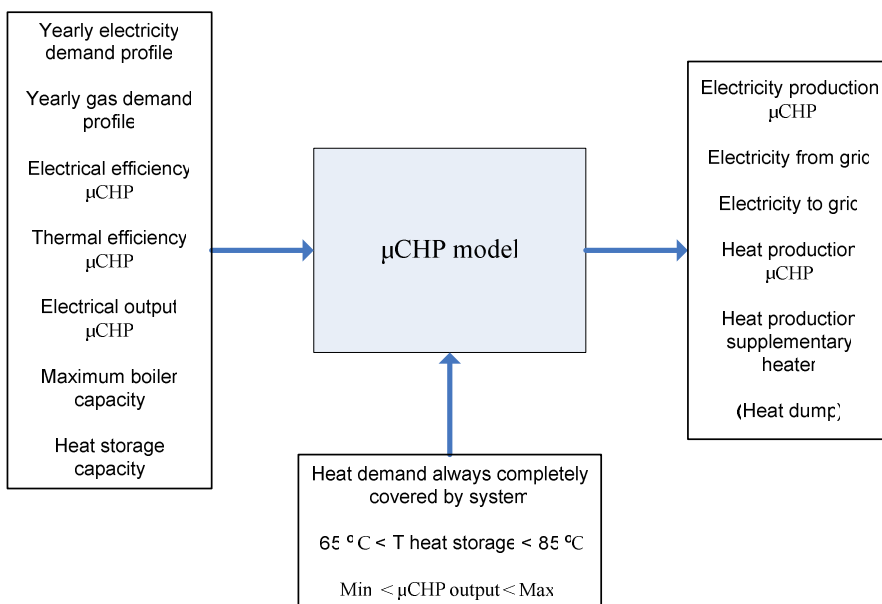 Yearly electricity
demand profile
Yearly gas demand
profile
Electrical efficiency
μCHP
Thermal efficiency
μCHP
Electrical output
μCHP
Maximum boiler
capacity
Heat storage
capacity
μCHP model
Heat demand always completely
covered by system
65 °C < T heat storage < 85 °C
Min < μCHP output < Max
Electricity production
μCHP
Electricity from grid
Electricity to grid
Heat production
μCHP
Heat production
supplementary
heater
(Heat dump)